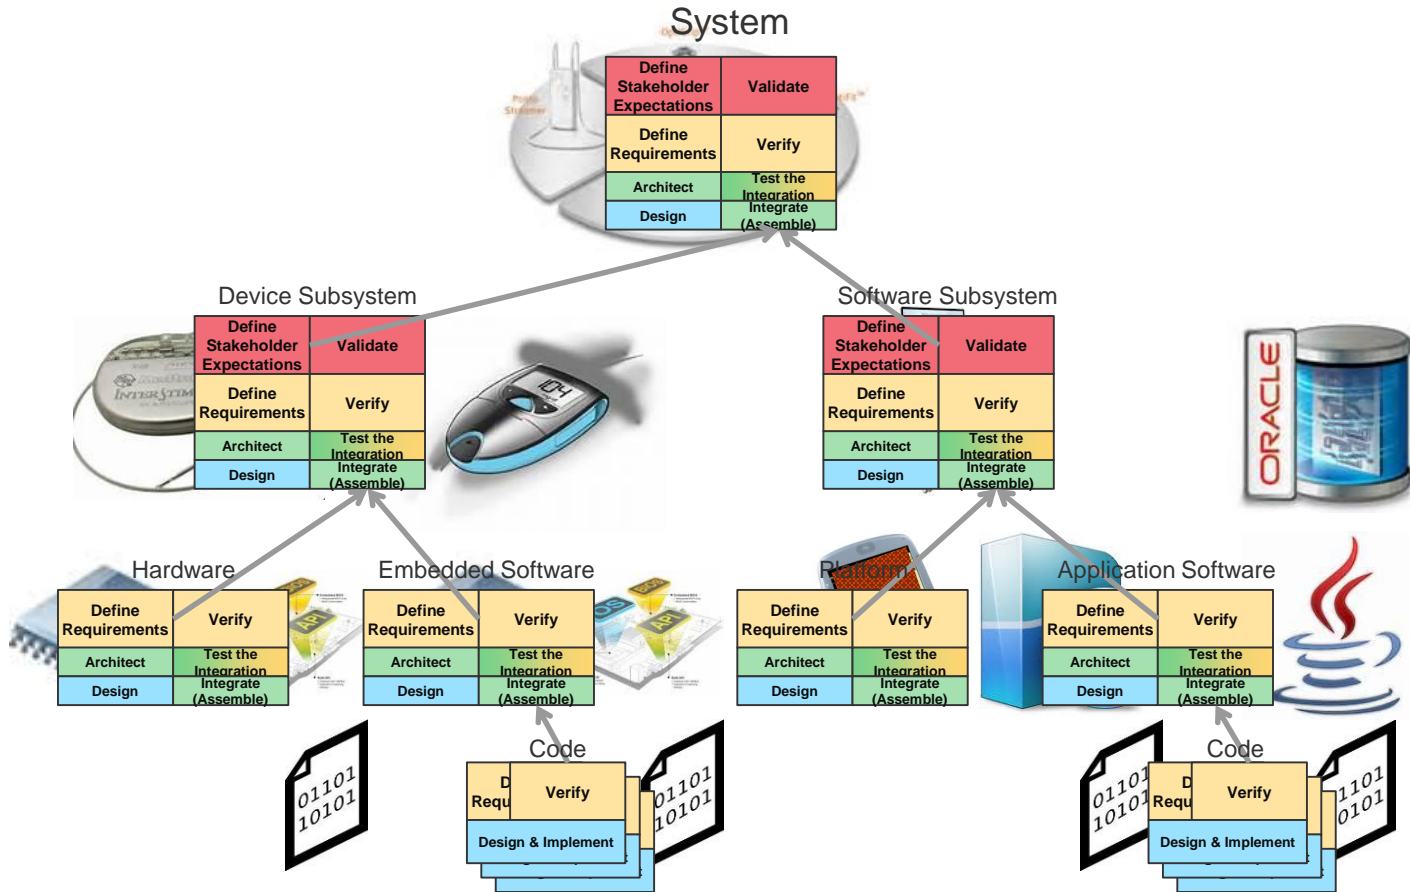 System
Define
Stakeholder
Expectations
Validate
Define
Requirements
Verify
Architect
Test the
Integration
Design
Integrate
(Assemble)
Device Subsystem
Define
Stakeholder
Expectations
Validate
Define
Requirements
Verify
Architect
Test the
Integration
Design
Integrate
(Assemble)
INTERSTIM
104
Software Subsystem
Define
Stakeholder
Expectations
Validate
Define
Requirements
Verify
Architect
Test the
Integration
Design
Integrate
(Assemble)
ORACLE
Hardware
Define
Requirements
Verify
Architect
Test the
Integration
Design
Integrate
(Assemble)
API
Embedded Software
Define
Requirements
Verify
Architect
Test the
Integration
Design
Integrate
(Assemble)
OS
API
Platform
Define
Requirements
Verify
Architect
Test the
Integration
Design
Integrate
(Assemble)
Application Software
Define
Requirements
Verify
Architect
Test the
Integration
Design
Integrate
(Assemble)
01101
10101
Code
Verify
Design & Implement
01101
10101
01101
10101
Code
Verify
Design & Implement